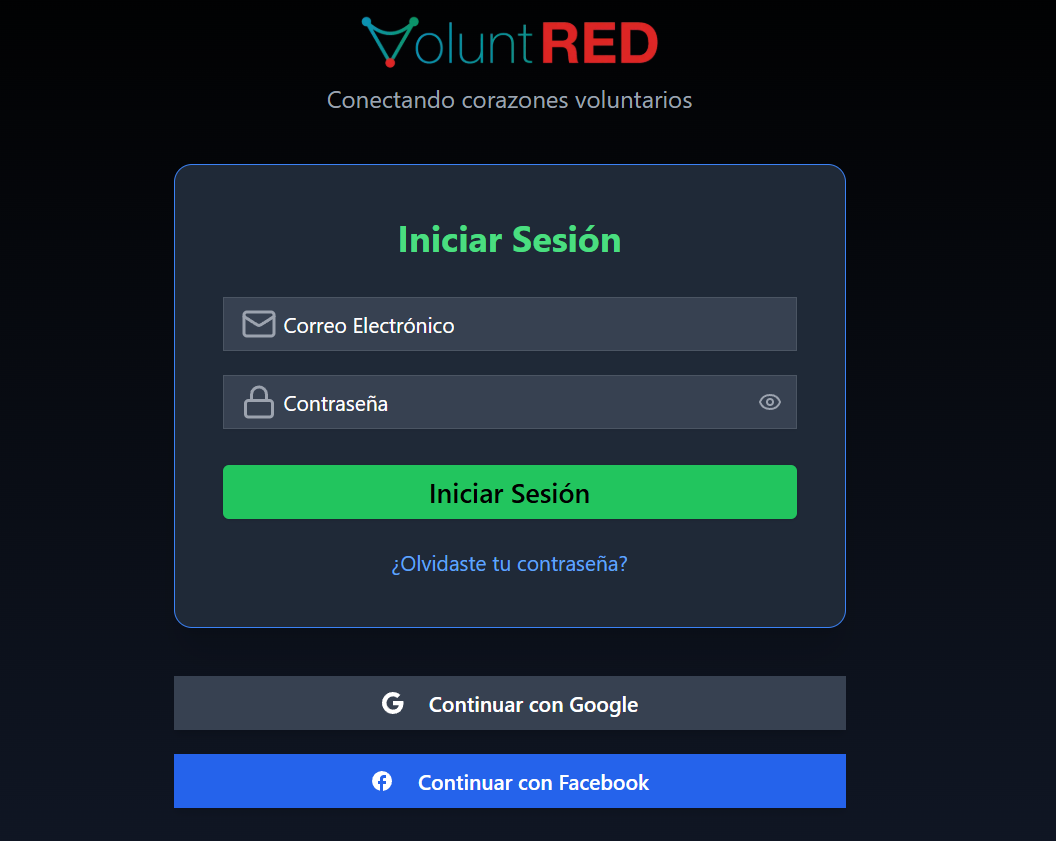 VoluntRED
Conectando corazones voluntarios
Iniciar Sesión
Correo Electrónico
Contraseña
Iniciar Sesión
¿Olvidaste tu contraseña?
Continuar con Google
Continuar con Facebook